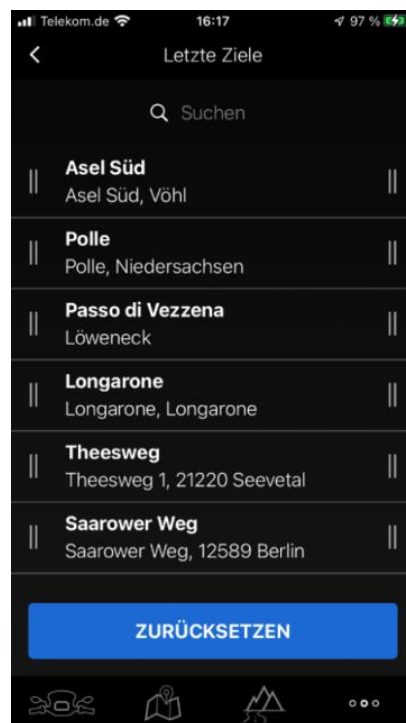 Telekom.de 16:17 97 %
Letzte Ziele
Suchen
Asel Süd
Asel Süd, Vöhl
Polle
Polle, Niedersachsen
Passo di Vezzena
Löweneck
Longarone
Longarone, Longarone
Theesweg
Theesweg 1, 21220 Seevetal
Saarower Weg
Saarower Weg, 12589 Berlin
ZURÜCKSETZEN